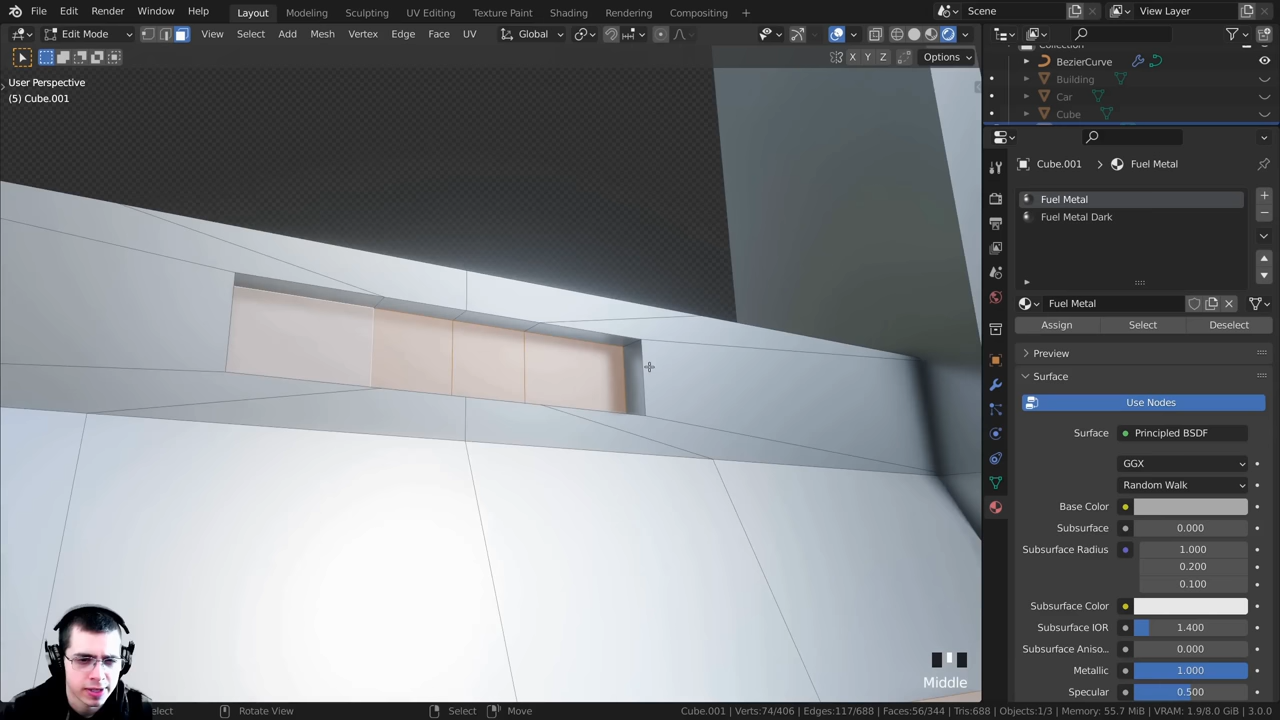 File Edit Render Window Help Layout Modeling Sculpting UV Editing Texture Paint Shading Rendering Animation Compositing + Scene View Layer
Edit Mode View Select Add Mesh Vertex Edge Face UV Global
X Y Z Options
User Perspective
(5) Cube.001
Collection
BezierCurve
Building
Car
Cube
Cube.001 > Fuel Metal
Fuel Metal
Fuel Metal Dark
Fuel Metal
Assign Select Deselect
Preview
Surface
Use Nodes
Surface Principled BSDF
GGX
Random Walk
Base Color
Subsurface 0.000
Subsurface Radius 1.000
0.200
0.100
Subsurface Color
Subsurface IOR 1.400
Subsurface Aniso... 0.000
Metallic 1.000
Specular 0.500
Middle
elect Rotate View Select Move Cube.001 | Verts:74/406 | Edges:117/688 | Faces:56/344 | Tris:688 | Objects:1/3 | Memory: 55.7 MiB | VRAM: 1.9/8.0 GiB | 3.0.0